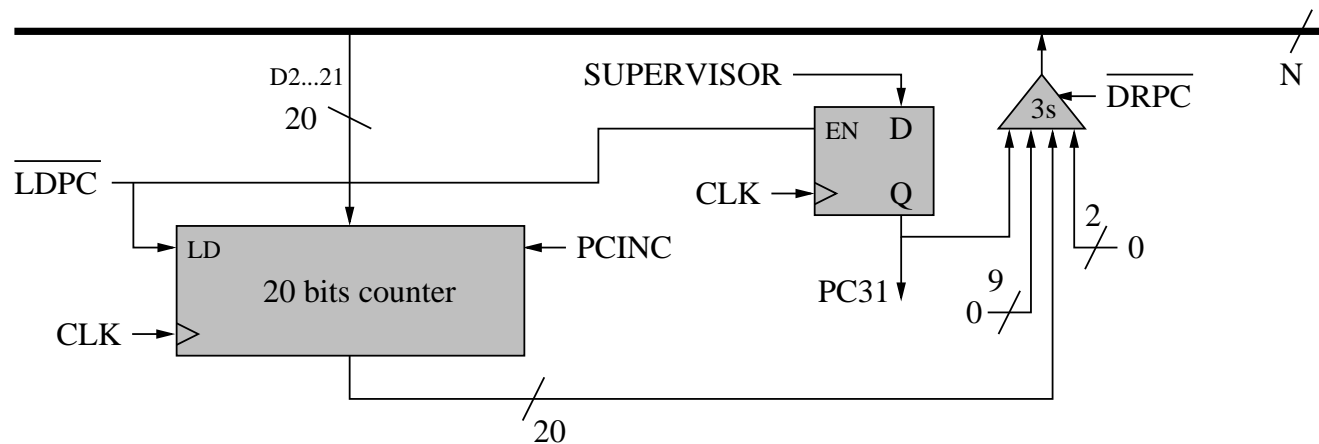 N
D2...21
20
SUPERVISOR
DRPC
3s
EN D
LDPC
CLK
Q
LD
PCINC
2
0
20 bits counter
PC31
9
0
CLK
20